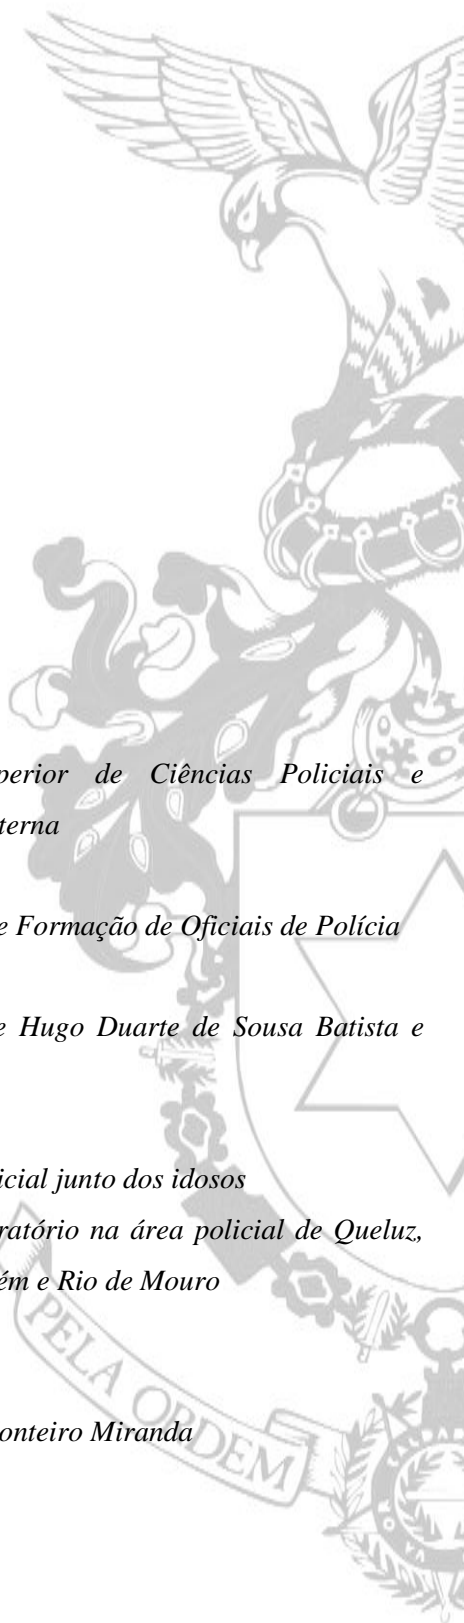 perior de Ciências Policiais e
terna
e Formação de Oficiais de Polícia
e Hugo Duarte de Sousa Batista e
icial junto dos idosos
ratório na área policial de Queluz,
ém e Rio de Mouro
onteiro Miranda
PELA ORDEM